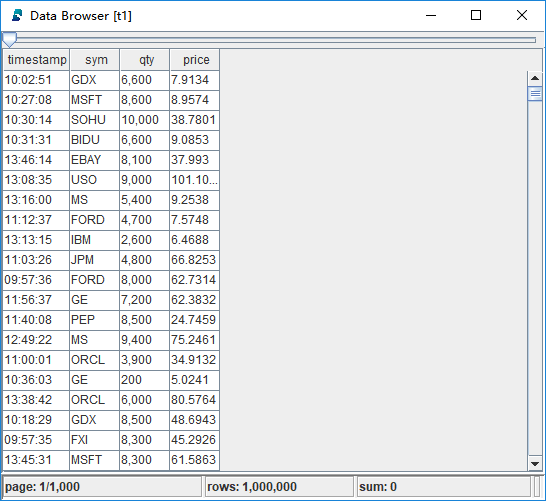 Data Browser [t1]
timestamp sym qty price
10:02:51 GDX 6,600 7.9134
10:27:08 MSFT 8,600 8.9574
10:30:14 SOHU 10,000 38.7801
10:31:31 BIDU 6,600 9.0853
13:46:14 EBAY 8,100 37.993
13:08:35 USO 9,000 101.10...
13:16:00 MS 5,400 9.2538
11:12:37 FORD 4,700 7.5748
13:13:15 IBM 2,600 6.4688
11:03:26 JPM 4,800 66.8253
09:57:36 FORD 8,000 62.7314
11:56:37 GE 7,200 62.3832
11:40:08 PEP 8,500 24.7459
12:49:22 MS 9,400 75.2461
11:00:01 ORCL 3,900 34.9132
10:36:03 GE 200 5.0241
13:38:42 ORCL 6,000 80.5764
10:18:29 GDX 8,500 48.6943
09:57:35 FXI 8,300 45.2926
13:45:31 MSFT 8,300 61.5863
page: 1/1,000 rows: 1,000,000 sum: 0